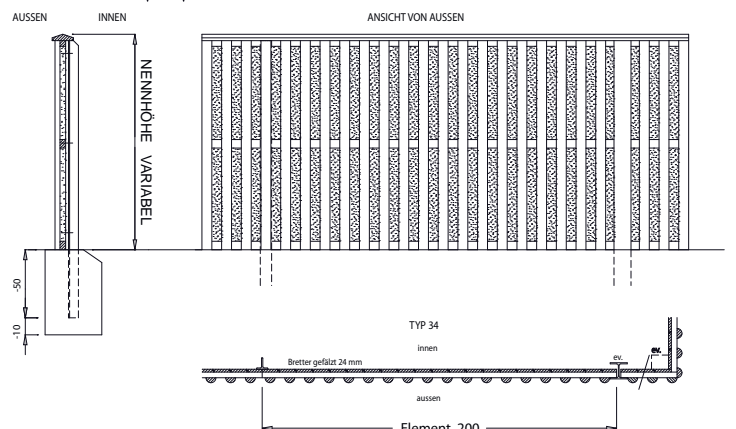 AUSSEN
INNEN
ANSICHT VON AUSSEN
NENNHÖHE VARIABEL
-50
-10
TYP 34
innen
ev.
Bretter gefälzt 24 mm
ev.
aussen
Element 200